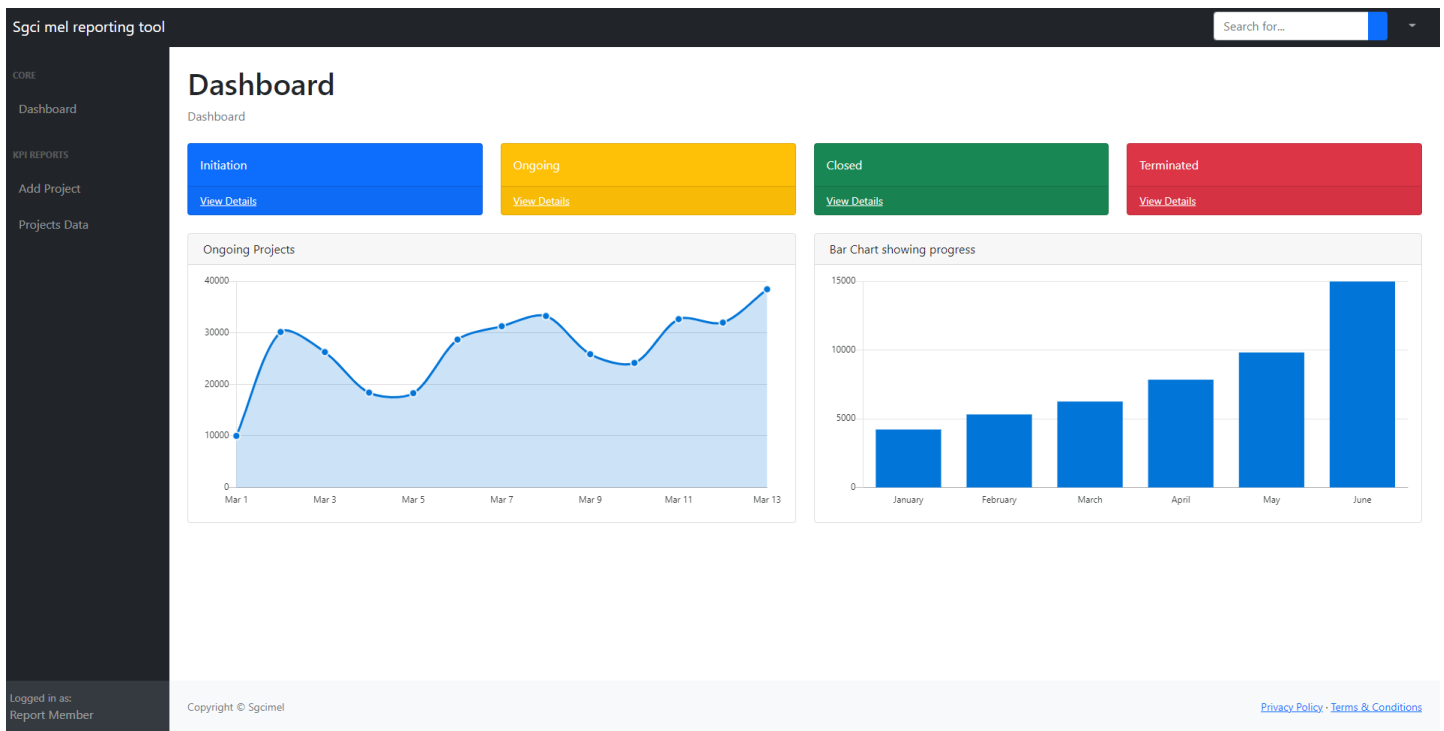 Sgci mel reporting tool
Search for...
CORE
Dashboard
KPI REPORTS
Add Project
Projects Data
Logged in as:
Report Member
Dashboard
Dashboard
Initiation
View Details
Ongoing
View Details
Closed
View Details
Terminated
View Details
Ongoing Projects
40000
30000
20000
10000
0
Mar 1 Mar 3 Mar 5 Mar 7 Mar 9 Mar 11 Mar 13
Bar Chart showing progress
15000
10000
5000
0
January February March April May June
Copyright © Sgcimel
Privacy Policy · Terms & Conditions